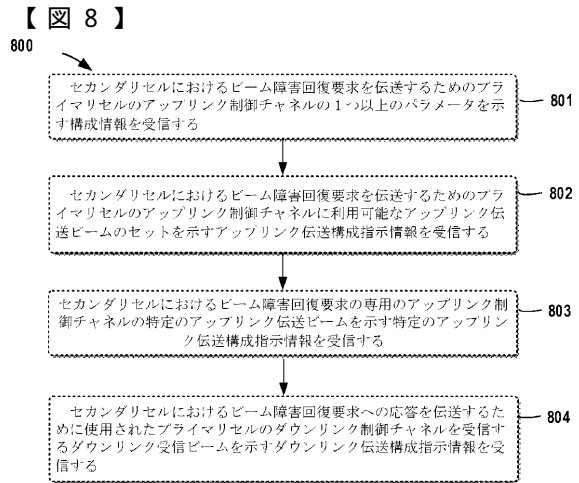 【図８】
800
セカンダリセルにおけるビーム障害回復要求を伝送するためのプラ
イマリセルのアップリンク制御チャネルの１つ以上のパラメータを示
す構成情報を受信する
801
セカンダリセルにおけるビーム障害回復要求を伝送するためのプラ
イマリセルのアップリンク制御チャネルに利用可能なアップリンク伝
送ビームのセットを示すアップリンク伝送構成指示情報を受信する
802
セカンダリセルにおけるビーム障害回復要求の専用のアップリンク制
御チャネルの特定のアップリンク伝送ビームを示す特定のアップリン
ク伝送構成指示情報を受信する
803
セカンダリセルにおけるビーム障害回復要求への応答を伝送するた
めに使用されたプライマリセルのダウンリンク制御チャネルを受信す
るダウンリンク受信ビームを示すダウンリンク伝送構成指示情報を受
信する
804